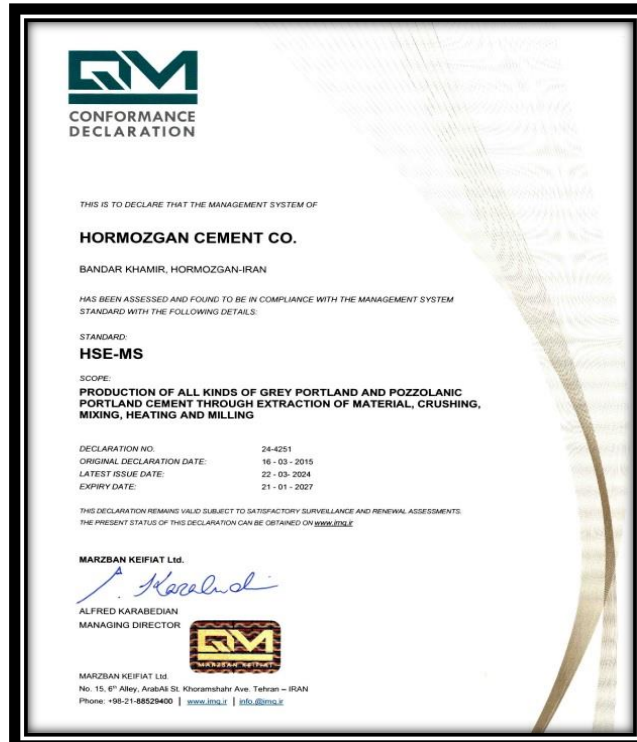 QM
CONFORMANCE
DECLARATION
THIS IS TO DECLARE THAT THE MANAGEMENT SYSTEM OF
HORMOZGAN CEMENT CO.
BANDAR KHAMIR, HORMOZGAN-IRAN
HAS BEEN ASSESSED AND FOUND TO BE IN COMPLIANCE WITH THE MANAGEMENT SYSTEM
STANDARD WITH THE FOLLOWING DETAILS:
STANDARD:
HSE-MS
SCOPE:
PRODUCTION OF ALL KINDS OF GREY PORTLAND AND POZZOLANIC
PORTLAND CEMENT THROUGH EXTRACTION OF MATERIAL, CRUSHING,
MIXING, HEATING AND MILLING
DECLARATION NO. 24-4251
ORIGINAL DECLARATION DATE: 16 - 03 - 2015
LATEST ISSUE DATE: 22 - 03- 2024
EXPIRY DATE: 21 - 01 - 2027
THIS DECLARATION REMAINS VALID SUBJECT TO SATISFACTORY SURVEILLANCE AND RENEWAL ASSESSMENTS.
THE PRESENT STATUS OF THIS DECLARATION CAN BE OBTAINED ON www.imq.ir
MARZBAN KEIFIAT Ltd.
ALFRED KARABEDIAN
MANAGING DIRECTOR
QM
MARZBAN KEIFIAT
MARZBAN KEIFIAT Ltd.
No. 15, 6th Alley, ArabAli St. Khoramshahr Ave. Tehran – IRAN
Phone: +98-21-88529400 | www.imq.ir | info@imq.ir